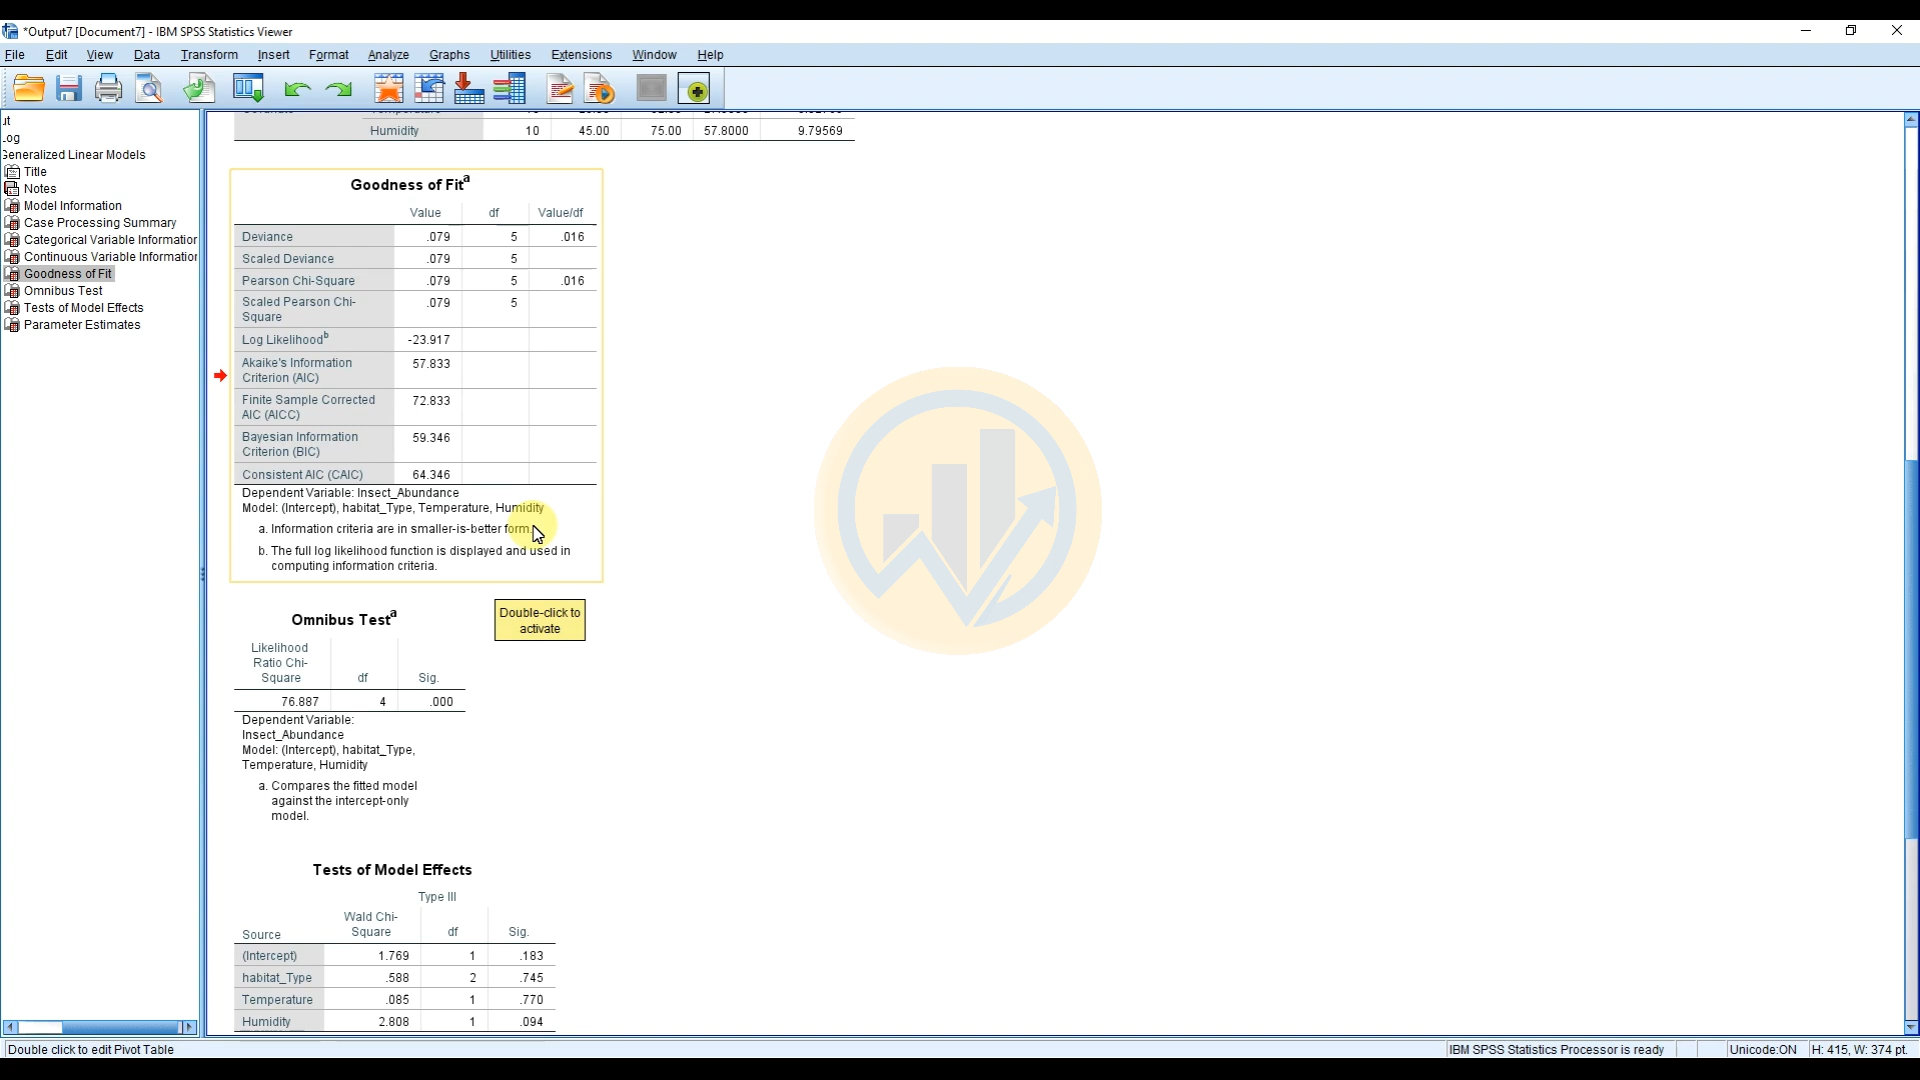 *Output7 [Document7] - IBM SPSS Statistics Viewer
File Edit View Data Transform Insert Format Analyze Graphs Utilities Extensions Window Help
Log
Generalized Linear Models
Title
Notes
Model Information
Case Processing Summary
Categorical Variable Information
Continuous Variable Information
Goodness of Fit
Omnibus Test
Tests of Model Effects
Parameter Estimates
Humidity 10 45.00 75.00 57.8000 9.79569
Goodness of Fitª
Value df Value/df
Deviance .079 5 .016
Scaled Deviance .079 5
Pearson Chi-Square .079 5 .016
Scaled Pearson Chi-
Square .079 5
Log Likelihoodᵇ -23.917
Akaike's Information
Criterion (AIC) 57.833
Finite Sample Corrected
AIC (AICC) 72.833
Bayesian Information
Criterion (BIC) 59.346
Consistent AIC (CAIC) 64.346
Dependent Variable: Insect_Abundance
Model: (Intercept), habitat_Type, Temperature, Humidity
a. Information criteria are in smaller-is-better form.
b. The full log likelihood function is displayed and used in
computing information criteria.
Double-click to
activate
Omnibus Testª
Likelihood
Ratio Chi-
Square df Sig.
76.887 4 .000
Dependent Variable:
Insect_Abundance
Model: (Intercept), habitat_Type,
Temperature, Humidity
a. Compares the fitted model
against the intercept-only
model.
Tests of Model Effects
Type III
Source Wald Chi-
Square df Sig.
(Intercept) 1.769 1 .183
habitat_Type .588 2 .745
Temperature .085 1 .770
Humidity 2.808 1 .094
Double click to edit Pivot Table
IBM SPSS Statistics Processor is ready
Unicode:ON
H: 415, W: 374 pt.